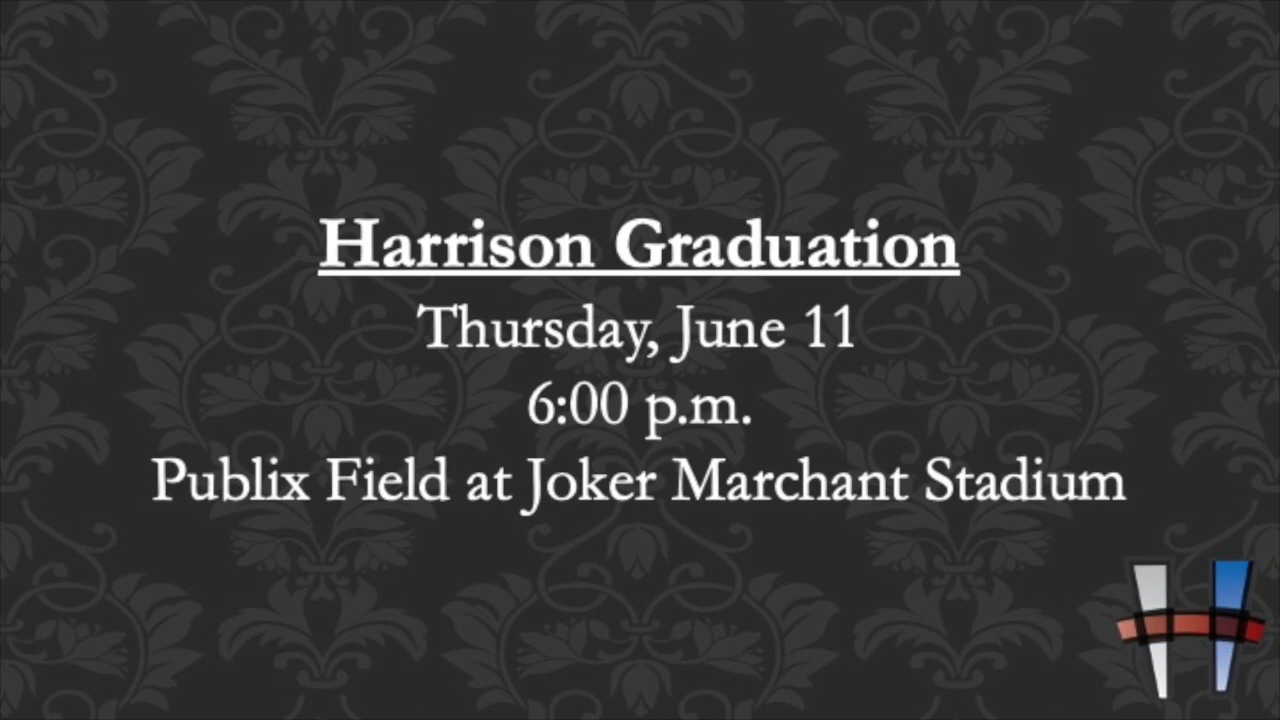 Harrison Graduation
Thursday, June 11
6:00 p.m.
Publix Field at Joker Marchant Stadium